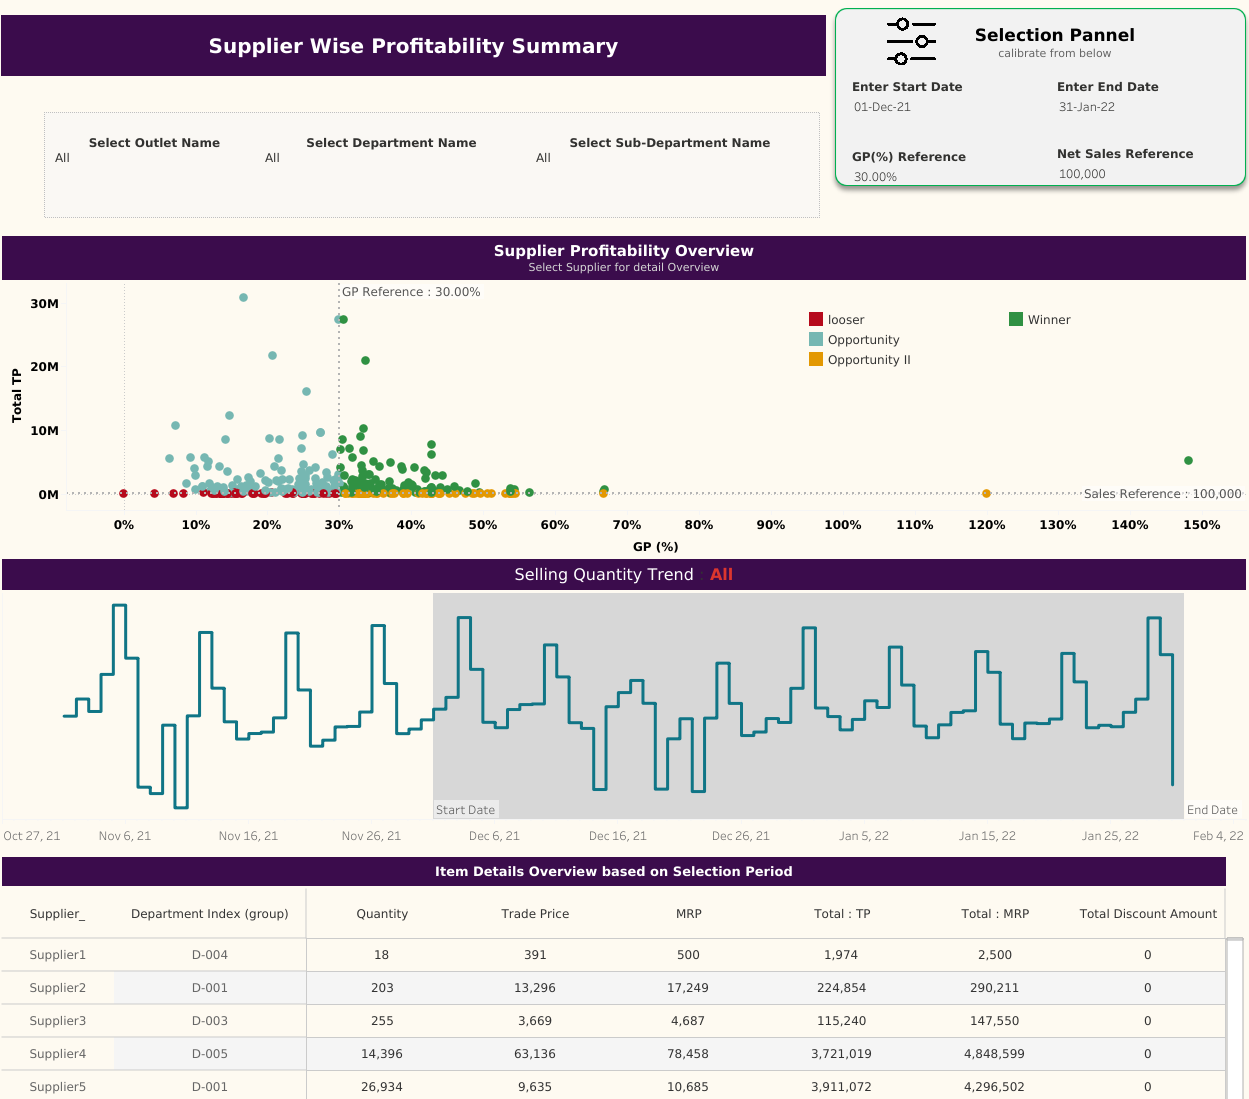 Supplier Wise Profitability Summary
Selection Pannel
calibrate from below
Enter Start Date
Enter End Date
01-Dec-21
31-Jan-22
GP(%) Reference
Net Sales Reference
30.00%
100,000
Select Outlet Name
Select Department Name
Select Sub-Department Name
All
All
All
Supplier Profitability Overview
Select Supplier for detail Overview
GP Reference : 30.00%
looser
Winner
Opportunity
Opportunity II
Total TP
30M
20M
10M
0M
Sales Reference : 100,000
0% 10% 20% 30% 40% 50% 60% 70% 80% 90% 100% 110% 120% 130% 140% 150%
GP (%)
Selling Quantity Trend : All
Start Date
End Date
Oct 27, 21 Nov 6, 21 Nov 16, 21 Nov 26, 21 Dec 6, 21 Dec 16, 21 Dec 26, 21 Jan 5, 22 Jan 15, 22 Jan 25, 22 Feb 4, 22
Item Details Overview based on Selection Period
Supplier_ Department Index (group) Quantity Trade Price MRP Total : TP Total : MRP Total Discount Amount
Supplier1 D-004 18 391 500 1,974 2,500 0
Supplier2 D-001 203 13,296 17,249 224,854 290,211 0
Supplier3 D-003 255 3,669 4,687 115,240 147,550 0
Supplier4 D-005 14,396 63,136 78,458 3,721,019 4,848,599 0
Supplier5 D-001 26,934 9,635 10,685 3,911,072 4,296,502 0